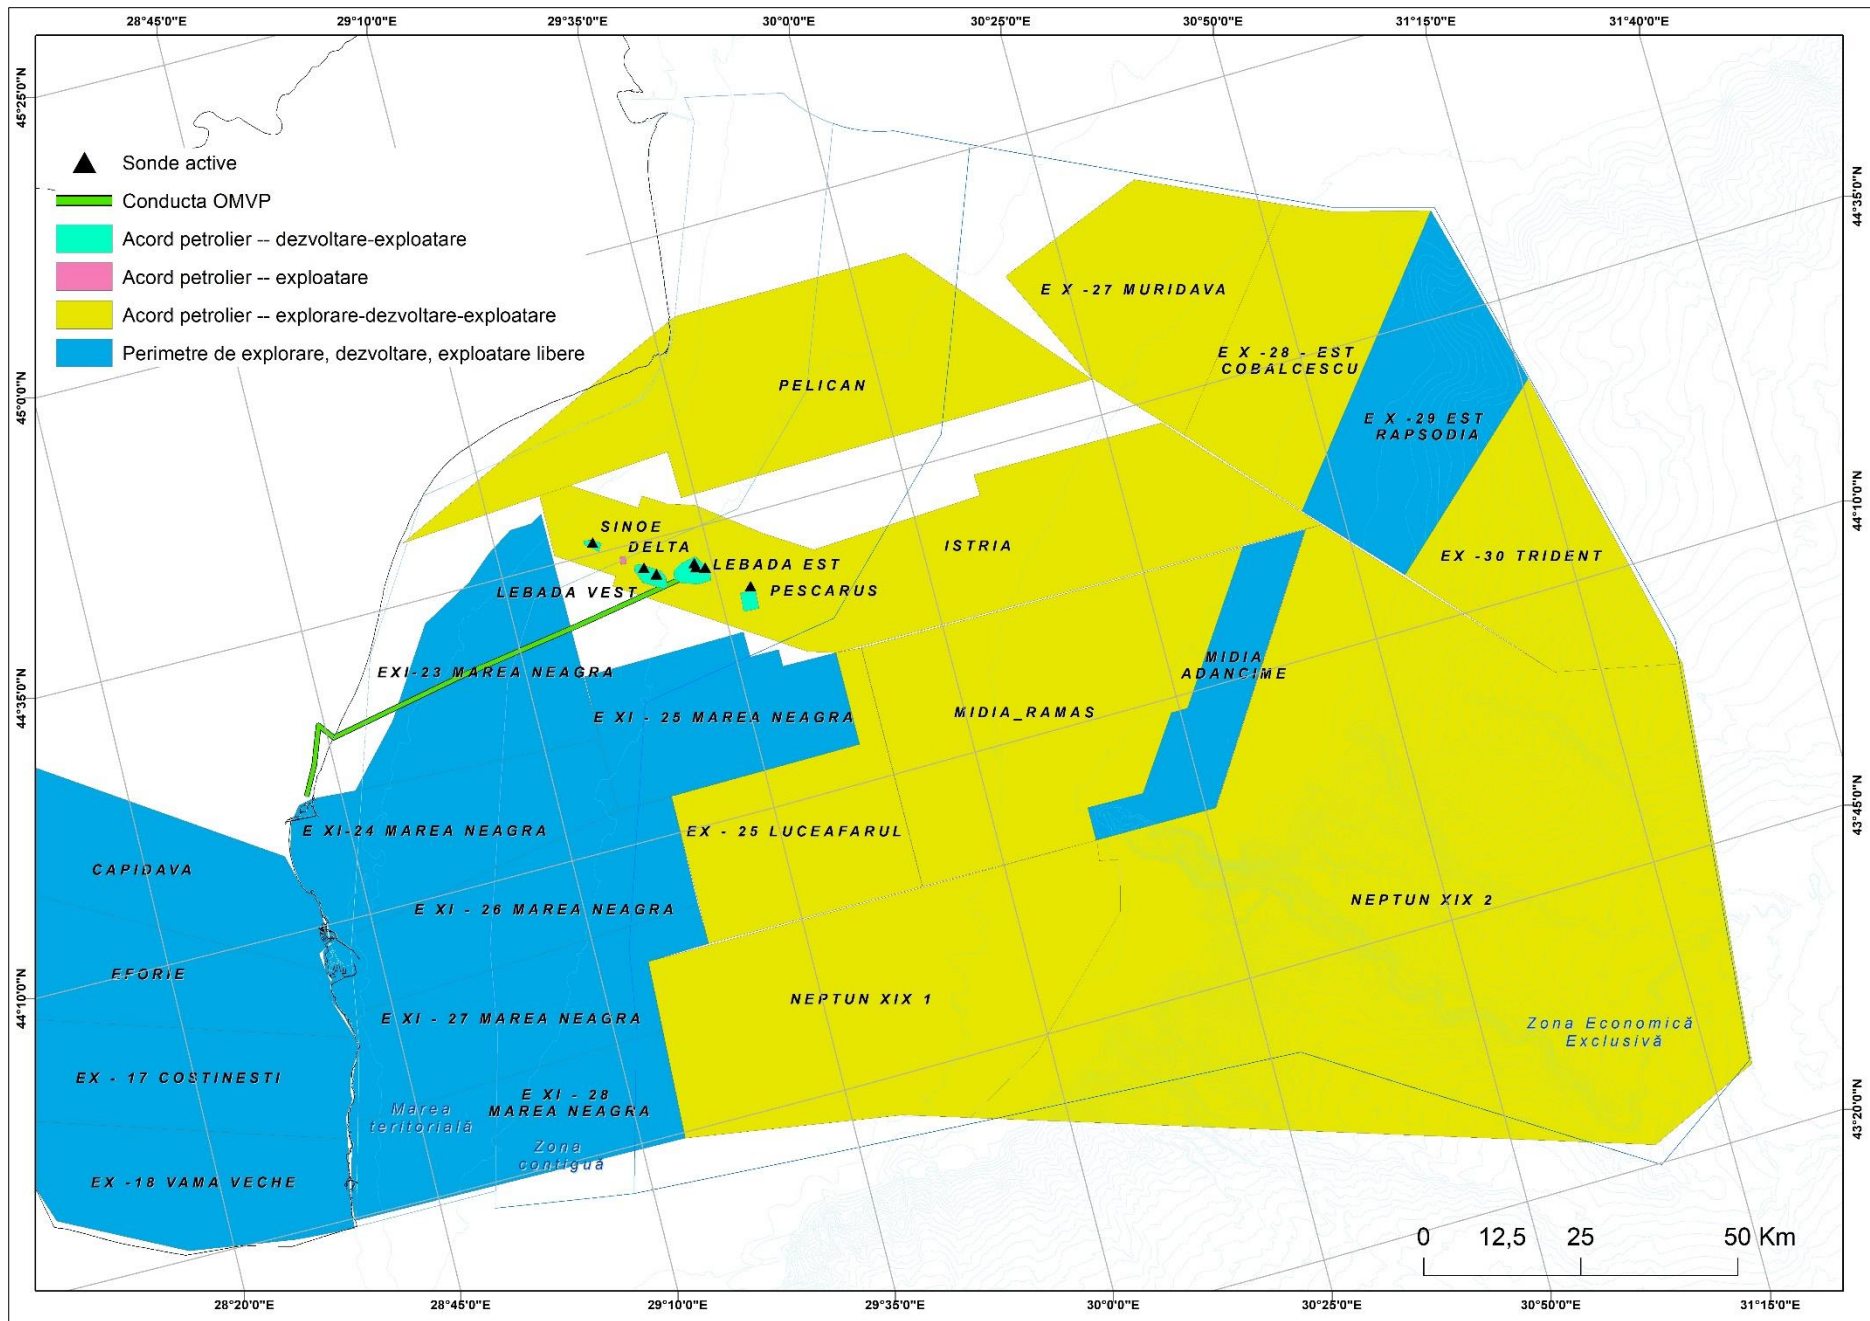 28°45'0"E 29°10'0"E 29°35'0"E 30°0'0"E 30°25'0"E 30°50'0"E 31°15'0"E 31°40'0"E
45°25'0"N
45°0'0"N
44°35'0"N
44°10'0"N
Sonde active
Conducta OMVP
Acord petrolier -- dezvoltare-exploatare
Acord petrolier -- exploatare
Acord petrolier -- explorare-dezvoltare-exploatare
Perimetre de explorare, dezvoltare, exploatare libere
E X -27 MURIDAVA
E X -28 - EST
COBALCESCU
PELICAN
E X -29 EST
RAPSODIA
SINOE
DELTA
ISTRIA
EX -30 TRIDENT
LEBADA EST
LEBADA VEST
PESCARUS
MIDIA
ADANCIME
EXI-23 MAREA NEAGRA
E XI - 25 MAREA NEAGRA
MIDIA_RAMAS
E XI-24 MAREA NEAGRA
EX - 25 LUCEAFARUL
CAPIDAVA
E XI - 26 MAREA NEAGRA
NEPTUN XIX 2
EFORIE
NEPTUN XIX 1
E XI - 27 MAREA NEAGRA
Zona Economică
Exclusivă
EX - 17 COSTINESTI
E XI - 28
MAREA NEAGRA
Marea
teritorială
Zona
contiguă
EX -18 VAMA VECHE
44°35'0"N
44°10'0"N
43°45'0"N
43°20'0"N
0 12,5 25 50 Km
28°20'0"E 28°45'0"E 29°10'0"E 29°35'0"E 30°0'0"E 30°25'0"E 30°50'0"E 31°15'0"E